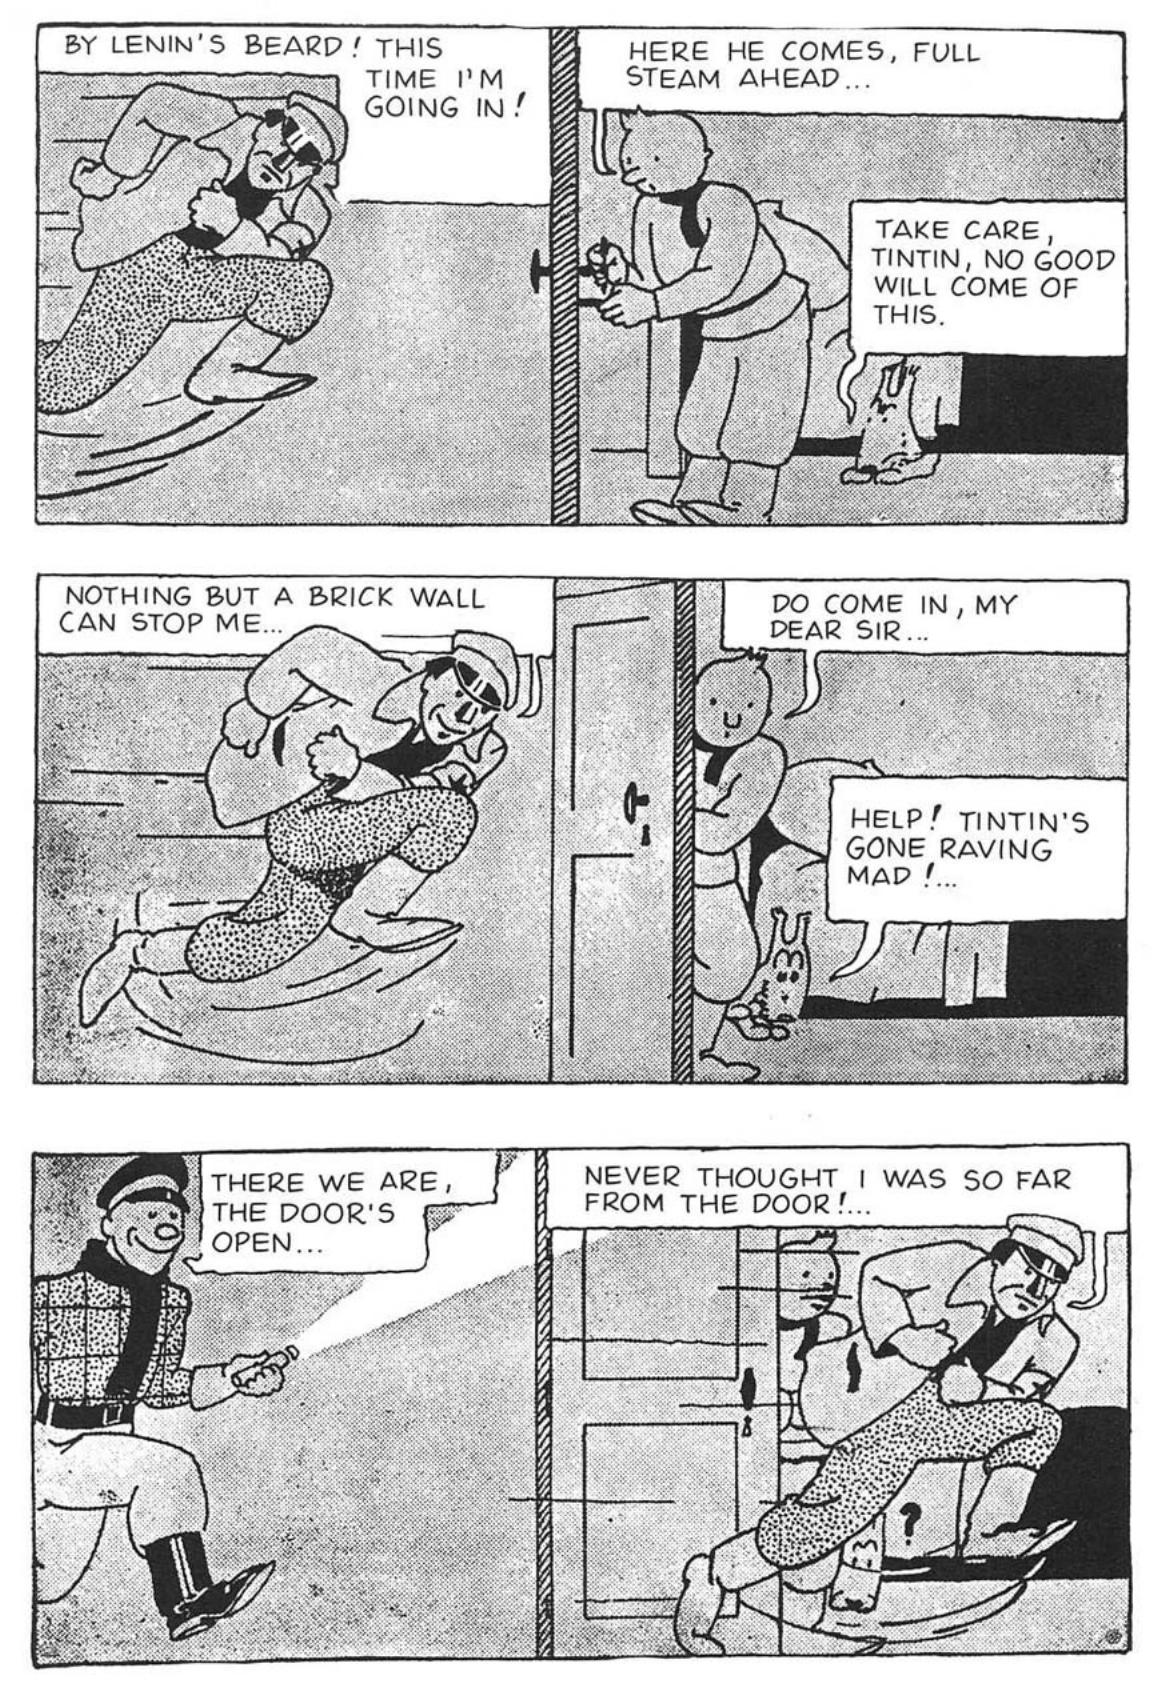 BY LENIN'S BEARD! THIS
TIME I'M
GOING IN!
HERE HE COMES, FULL
STEAM AHEAD...
TAKE CARE,
TINTIN, NO GOOD
WILL COME OF
THIS.
NOTHING BUT A BRICK WALL
CAN STOP ME...
DO COME IN, MY
DEAR SIR...
HELP! TINTIN'S
GONE RAVING
MAD!...
THERE WE ARE,
THE DOOR'S
OPEN...
NEVER THOUGHT I WAS SO FAR
FROM THE DOOR!...
?